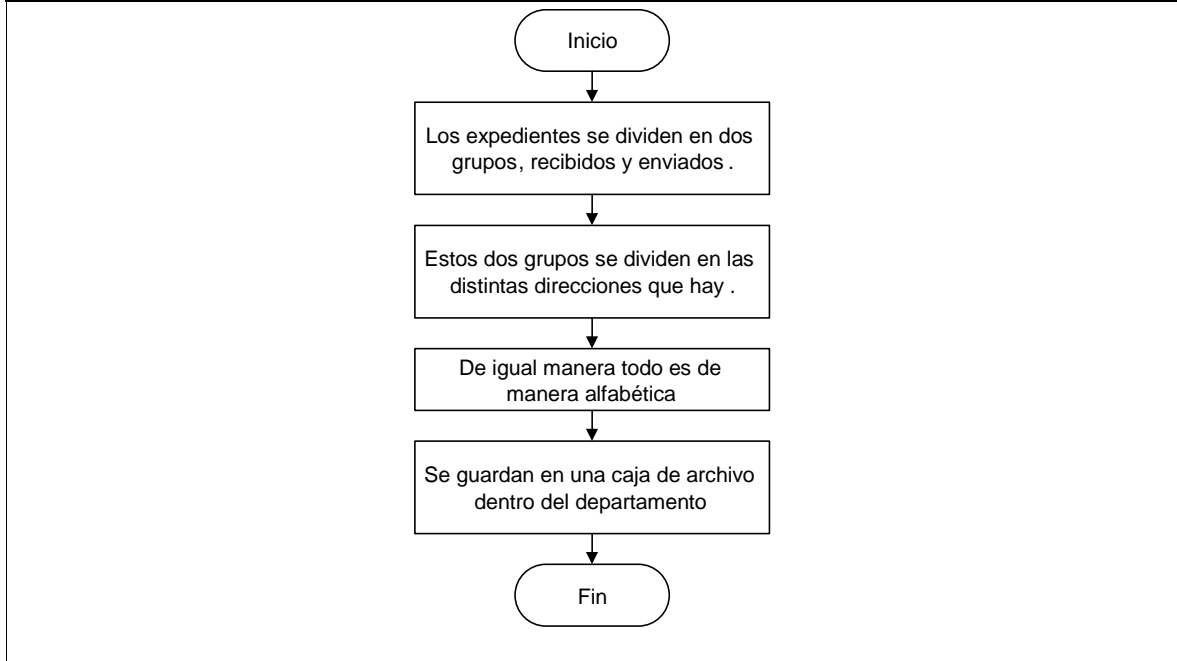 Inicio
Los expedientes se dividen en dos
grupos, recibidos y enviados .
Estos dos grupos se dividen en las
distintas direcciones que hay .
De igual manera todo es de
manera alfabética
Se guardan en una caja de archivo
dentro del departamento
Fin